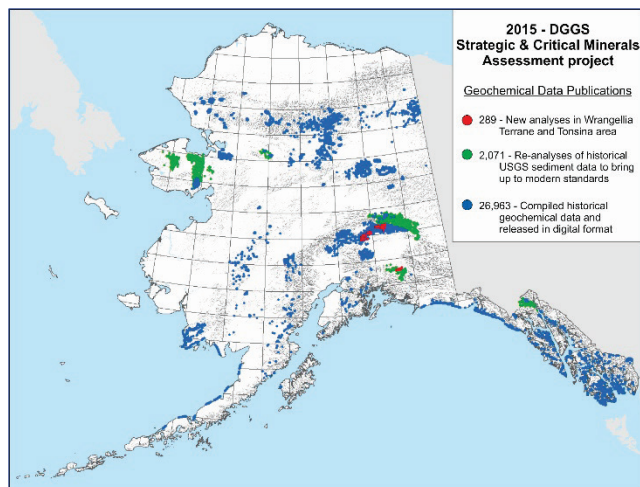 2015 - DGGS
Strategic & Critical Minerals
Assessment project
Geochemical Data Publications
289 - New analyses in Wrangellia
Terrane and Tonsina area
2,071 - Re-analyses of historical
USGS sediment data to bring
up to modern standards
26,963 - Compiled historical
geochemical data and
released in digital format